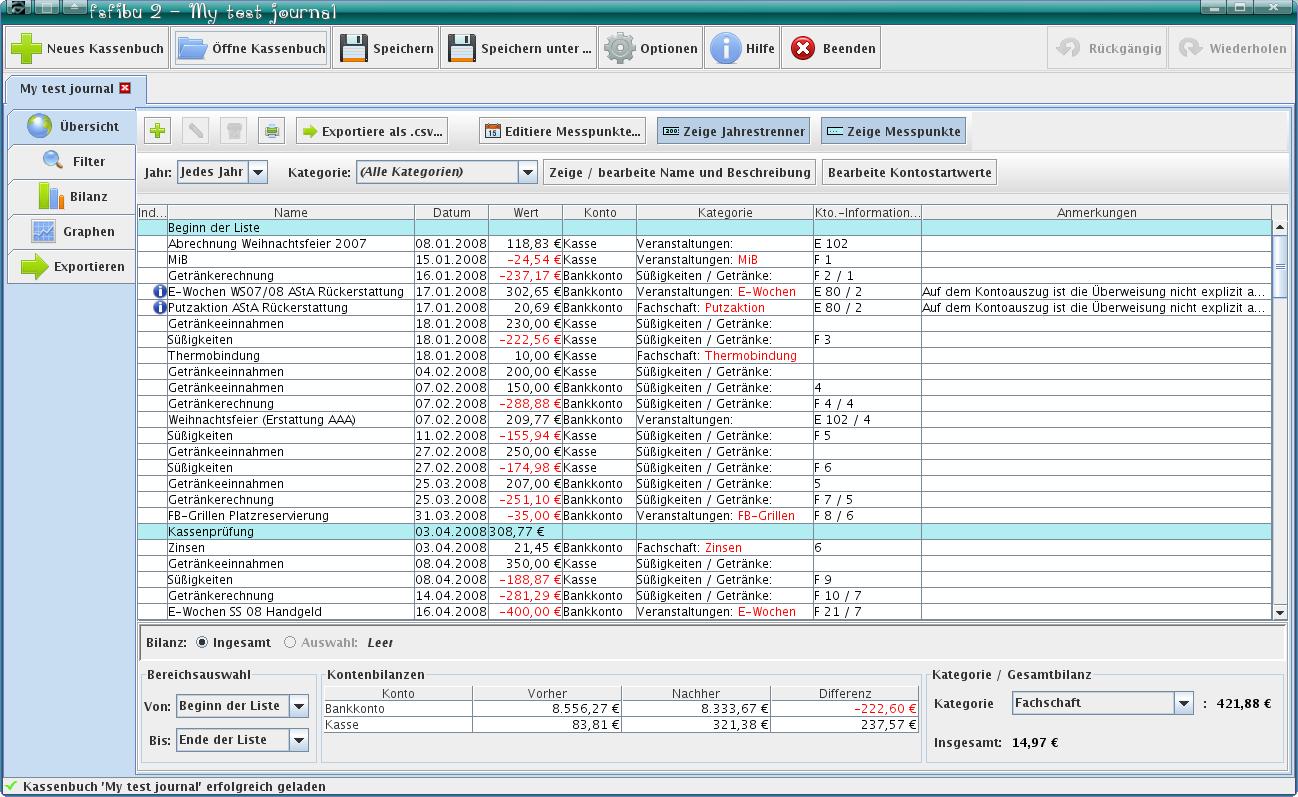 fsfibu 2 - My test journal
Neues Kassenbuch Öffne Kassenbuch Speichern Speichern unter ... Optionen Hilfe Beenden Rückgängig Wiederholen
My test journal
Übersicht
Filter
Bilanz
Graphen
Exportieren
Exportiere als .csv... Editiere Messpunkte... Zeige Jahrestrenner Zeige Messpunkte
Jahr: Jedes Jahr Kategorie: (Alle Kategorien) Zeige / bearbeite Name und Beschreibung Bearbeite Kontostartwerte
Ind... Name Datum Wert Konto Kategorie Kto.-Information... Anmerkungen
Beginn der Liste
Abrechnung Weihnachtsfeier 2007 08.01.2008 118,83 € Kasse Veranstaltungen: E 102
MiB 15.01.2008 -24,54 € Kasse Veranstaltungen: MiB F 1
Getränkerechnung 16.01.2008 -237,17 € Bankkonto Süßigkeiten / Getränke: F 2 / 1
E-Wochen WS07/08 AStA Rückerstattung 17.01.2008 302,65 € Bankkonto Veranstaltungen: E-Wochen E 80 / 2 Auf dem Kontoauszug ist die Überweisung nicht explizit a...
Putzaktion AStA Rückerstattung 17.01.2008 20,69 € Bankkonto Fachschaft: Putzaktion E 80 / 2 Auf dem Kontoauszug ist die Überweisung nicht explizit a...
Getränkeeinnahmen 18.01.2008 230,00 € Kasse Süßigkeiten / Getränke:
Süßigkeiten 18.01.2008 -222,56 € Kasse Süßigkeiten / Getränke: F 3
Thermobindung 18.01.2008 10,00 € Kasse Fachschaft: Thermobindung
Getränkeeinnahmen 04.02.2008 200,00 € Kasse Süßigkeiten / Getränke:
Getränkeeinnahmen 07.02.2008 150,00 € Bankkonto Süßigkeiten / Getränke: 4
Getränkerechnung 07.02.2008 -288,88 € Bankkonto Süßigkeiten / Getränke: F 4 / 4
Weihnachtsfeier (Erstattung AAA) 07.02.2008 209,77 € Bankkonto Veranstaltungen: E 102 / 4
Süßigkeiten 11.02.2008 -155,94 € Kasse Süßigkeiten / Getränke: F 5
Getränkeeinnahmen 27.02.2008 250,00 € Kasse Süßigkeiten / Getränke:
Süßigkeiten 27.02.2008 -174,98 € Kasse Süßigkeiten / Getränke: F 6
Getränkeeinnahmen 25.03.2008 207,00 € Bankkonto Süßigkeiten / Getränke: 5
Getränkerechnung 25.03.2008 -251,10 € Bankkonto Süßigkeiten / Getränke: F 7 / 5
FB-Grillen Platzreservierung 31.03.2008 -35,00 € Bankkonto Veranstaltungen: FB-Grillen F 8 / 6
Kassenprüfung 03.04.2008 308,77 €
Zinsen 03.04.2008 21,45 € Bankkonto Fachschaft: Zinsen 6
Getränkeeinnahmen 08.04.2008 350,00 € Kasse Süßigkeiten / Getränke:
Süßigkeiten 08.04.2008 -188,87 € Kasse Süßigkeiten / Getränke: F 9
Getränkerechnung 14.04.2008 -281,29 € Bankkonto Süßigkeiten / Getränke: F 10 / 7
E-Wochen SS 08 Handgeld 16.04.2008 -400,00 € Bankkonto Veranstaltungen: E-Wochen F 21 / 7
Bilanz: Ingesamt Auswahl: Leer
Bereichsauswahl Kontenbilanzen Kategorie / Gesamtbilanz
Konto Vorher Nachher Differenz
Von: Beginn der Liste Bankkonto 8.556,27 € 8.333,67 € -222,60 € Kategorie Fachschaft : 421,88 €
Kasse 83,81 € 321,38 € 237,57 €
Bis: Ende der Liste Insgesamt: 14,97 €
Kassenbuch 'My test journal' erfolgreich geladen